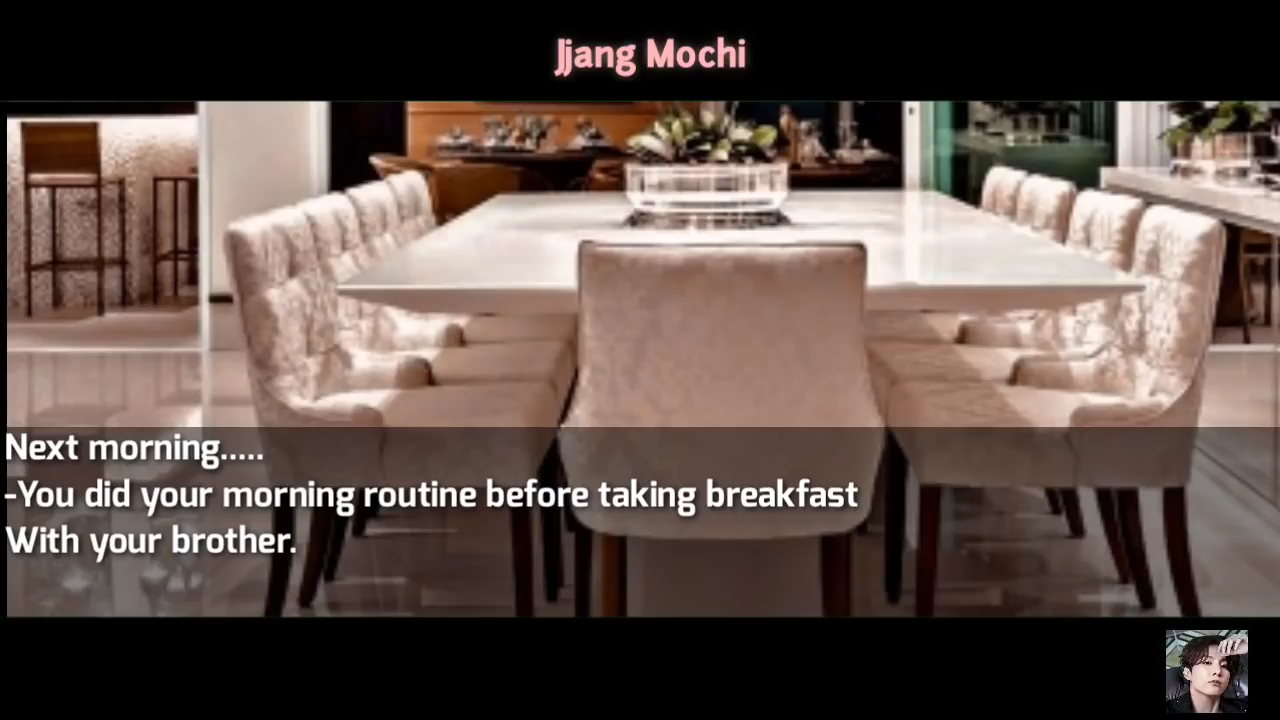 Jjang Mochi
Next morning.....
-You did your morning routine before taking breakfast
With your brother.